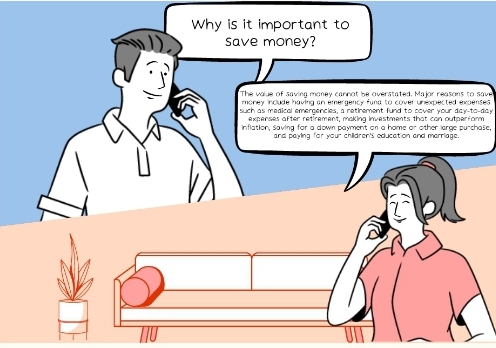 Why is it important to
save money?
The value of saving money cannot be overstated. Major reasons to save
money include having an emergency fund to cover unexpected expenses
such as medical emergencies, a retirement fund to cover your day-to-day
expenses after retirement, making investments that can outperform
inflation, saving for a down payment on a home or other large purchase,
and paying for your children's education and marriage.